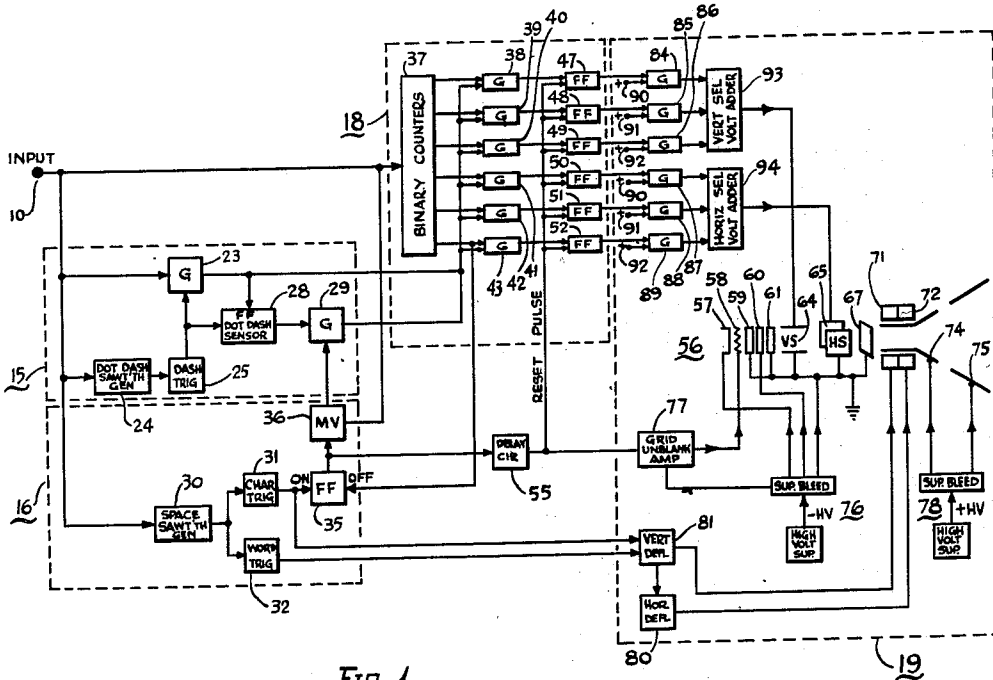 INPUT
10
18
37
BINARY COUNTERS
38
39
40
G
G
G
G
G
G
41
42
43
47
48
49
50
51
52
FF
FF
FF
FF
FF
FF
RESET PULSE
84
85
86
G
G
G
G
G
G
+ 90
+ 91
+ 92
+ 90
+ 91
+ 92
87
88
89
VERT SEL
VOLT ADDER
93
HORIZ SEL
VOLT ADDER
94
15
23
G
28
FF
DOT DASH
SENSOR
29
G
DOT DASH
SAWT'TH
GEN
24
DASH
TRIG
25
16
36
MV
31
CHAR
TRIG
ON
OFF
FF
35
30
SPACE
SAWT'TH
GEN
WORD
TRIG
32
DELAY
CKT
55
56
57
58
59
60
61
VS
64
65
HS
67
71
72
74
75
77
GRID
UNBLANK
AMP
SUP. BLEED
-HV
76
HIGH
VOLT
SUP.
SUP. BLEED
78
+HV
HIGH
VOLT
SUP.
81
VERT
DEFL
HOR.
DEFL
80
19
FIG. 1